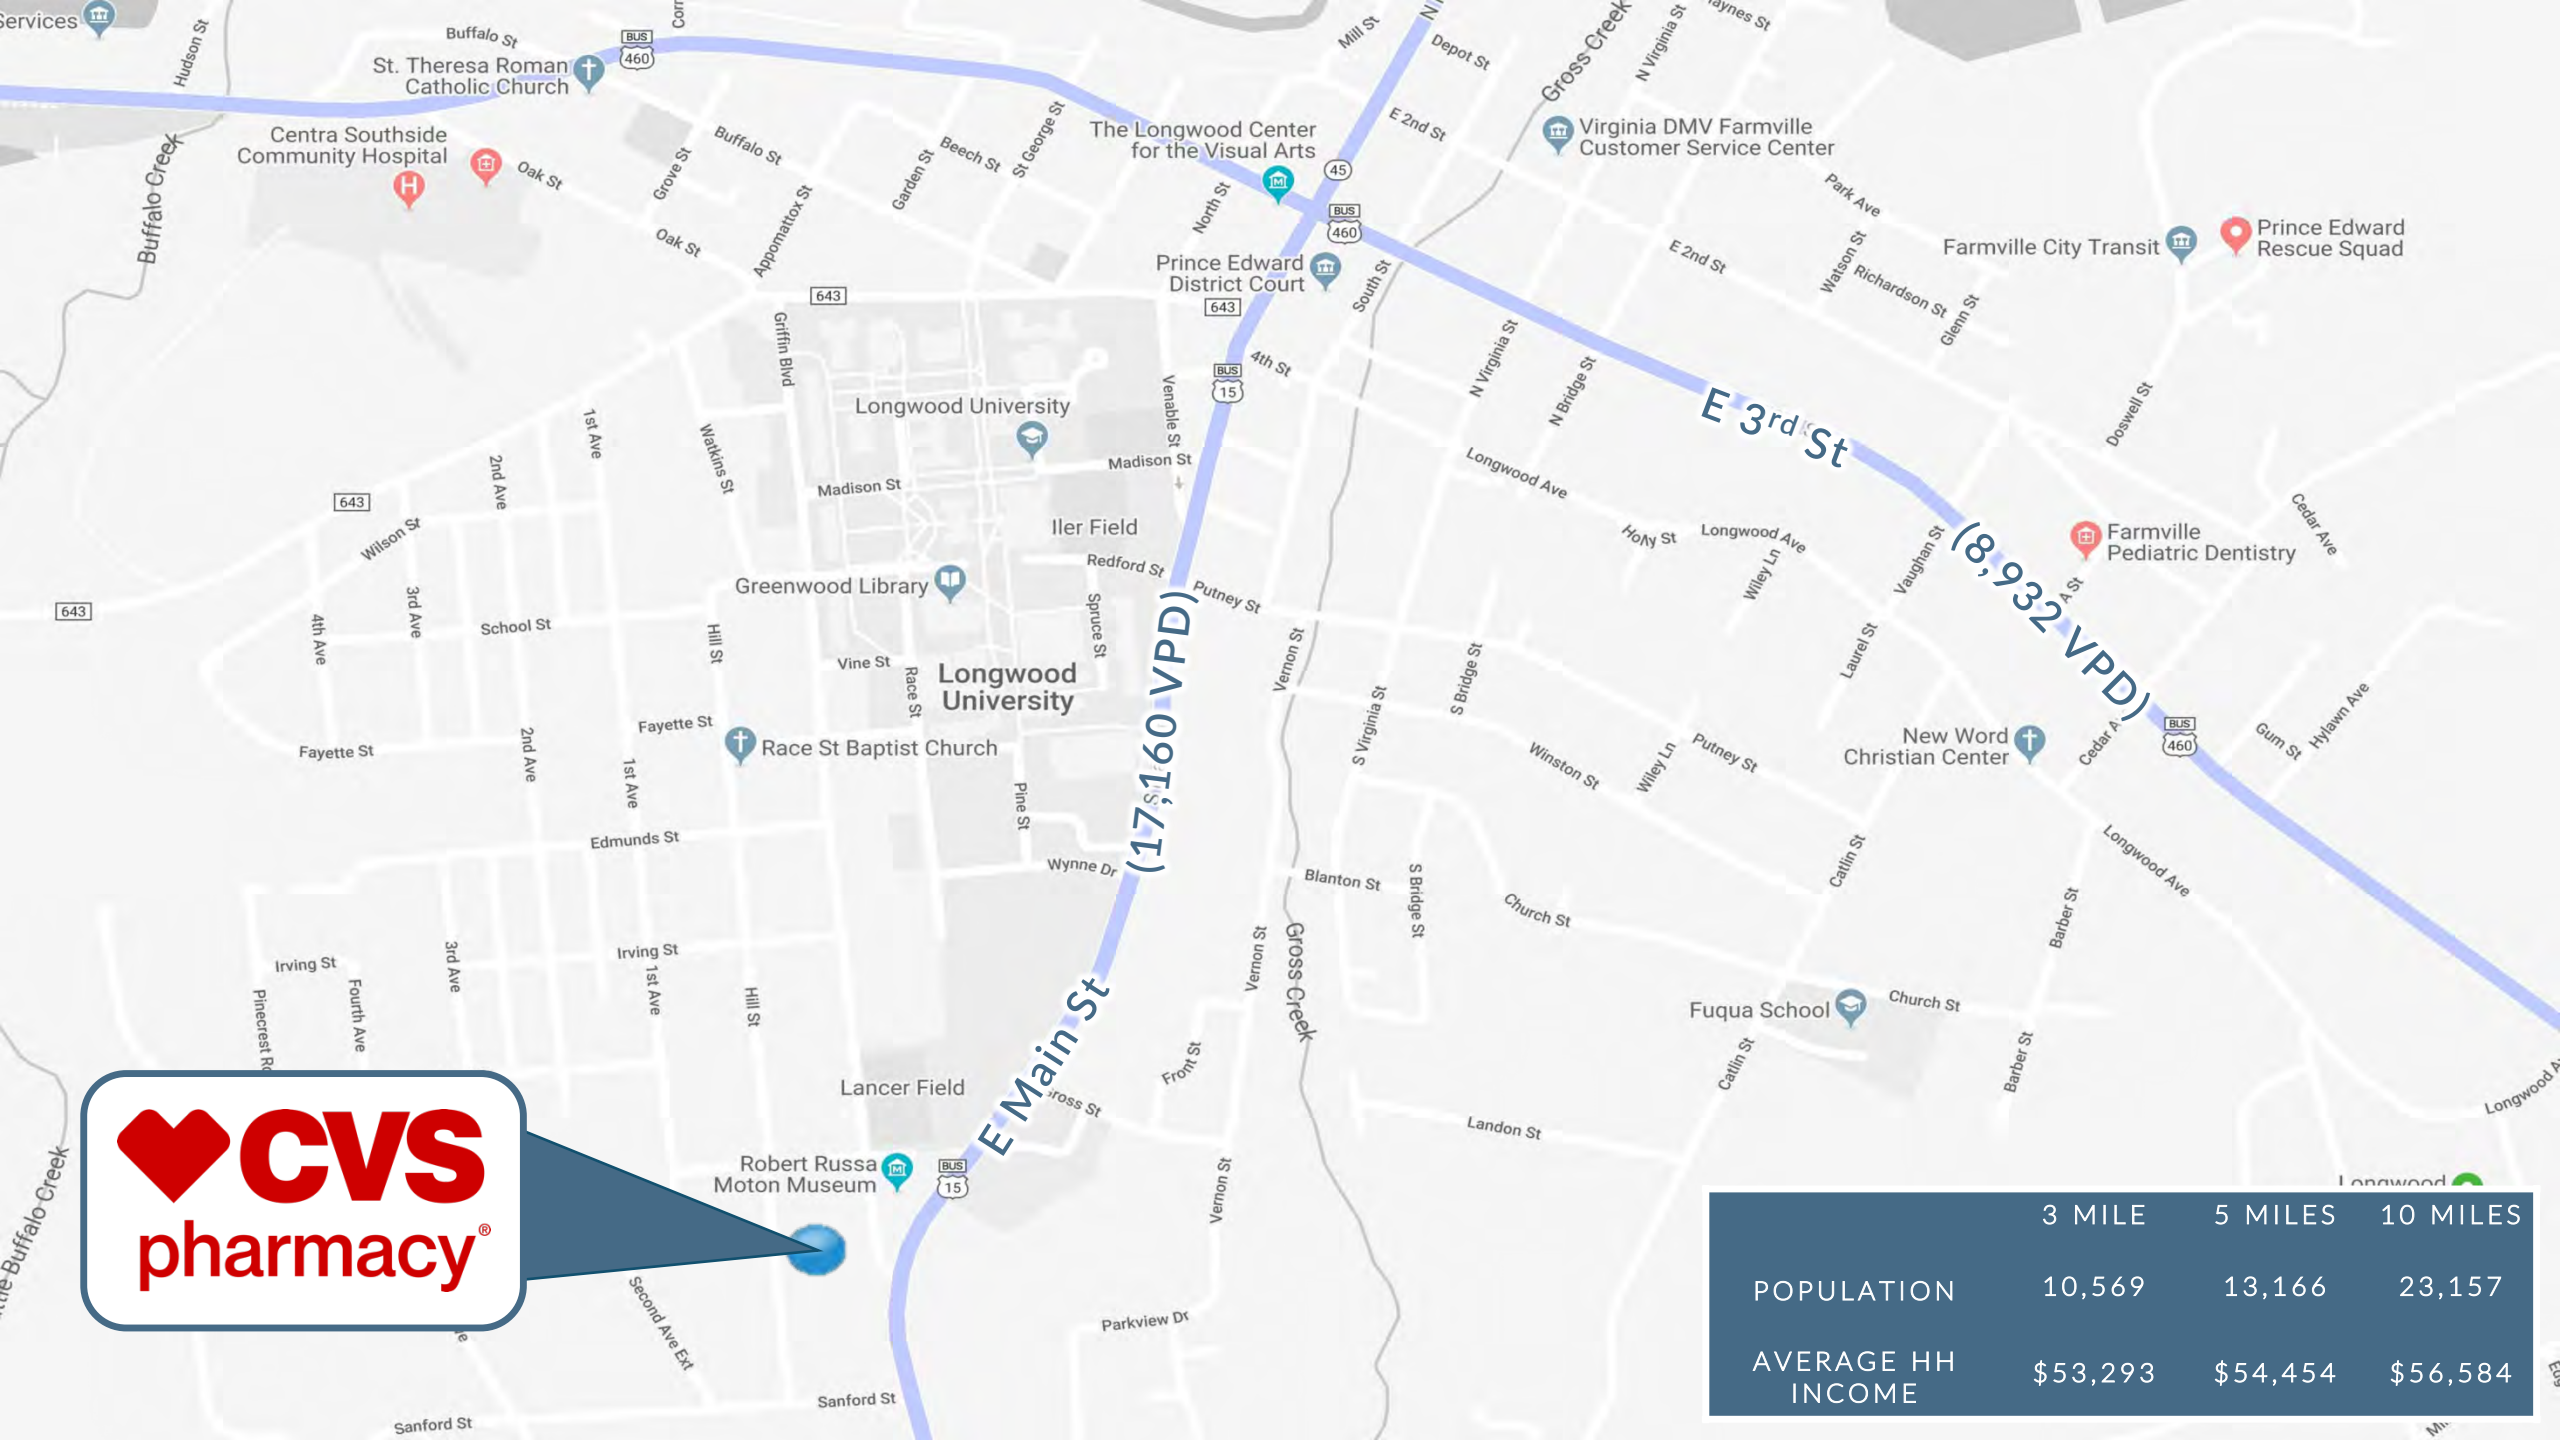 Services
Hudson St
Buffalo St
BUS
460
St. Theresa Roman
Catholic Church
Mill St
Depot St
Gross Creek
N Virginia St
Buffalo Creek
Centra Southside
Community Hospital
Oak St
Grove St
Buffalo St
Beech St
Garden St
St George St
Appomattox St
Oak St
The Longwood Center
for the Visual Arts
North St
45
E 2nd St
Virginia DMV Farmville
Customer Service Center
Park Ave
BUS
460
Farmville City Transit
Prince Edward
Rescue Squad
Prince Edward
District Court
South St
E 2nd St
Watson St
Richardson St
Glenn St
643
643
Griffin Blvd
4th St
BUS
15
N Virginia St
N Bridge St
E 3rd St
Doswell St
Longwood University
Venable St
1st Ave
Watkins St
2nd Ave
Madison St
Madison St
Longwood Ave
643
Wilson St
Iler Field
Holly St
Longwood Ave
Wiley Ln
Vaughan St
(8,932 VPD)
Farmville
Pediatric Dentistry
Cedar Ave
A St
Redford St
Putney St
Greenwood Library
Spruce St
643
3rd Ave
4th Ave
School St
Hill St
Vine St
Race St
Longwood
University
(17,160 VPD)
Vernon St
S Virginia St
S Bridge St
Laurel St
Fayette St
Fayette St
2nd Ave
1st Ave
Race St Baptist Church
Pine St
Winston St
Wiley Ln
Putney St
New Word
Christian Center
Cedar A
BUS
460
Gum St
Hylawn Ave
Edmunds St
Wynne Dr
Blanton St
S Bridge St
Church St
Catlin St
Longwood Ave
Barber St
Irving St
Irving St
3rd Ave
1st Ave
Fourth Ave
Hill St
Vernon St
Gross Creek
E Main St
Fuqua School
Church St
Catlin St
Barber St
Longwood A
Lancer Field
Front St
Landon St
Robert Russa
Moton Museum
BUS
15
Vernon St
CVS
pharmacy®
Second Ave Ext
Parkview Dr
Sanford St
Sanford St
Longwood
3 MILE 5 MILES 10 MILES
POPULATION 10,569 13,166 23,157
AVERAGE HH
INCOME $53,293 $54,454 $56,584